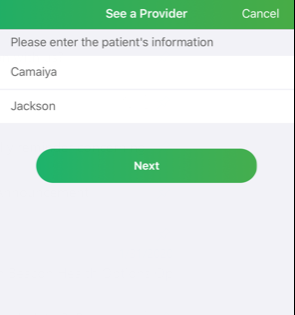 See a Provider Cancel
Please enter the patient's information
Camaiya
Jackson
Next